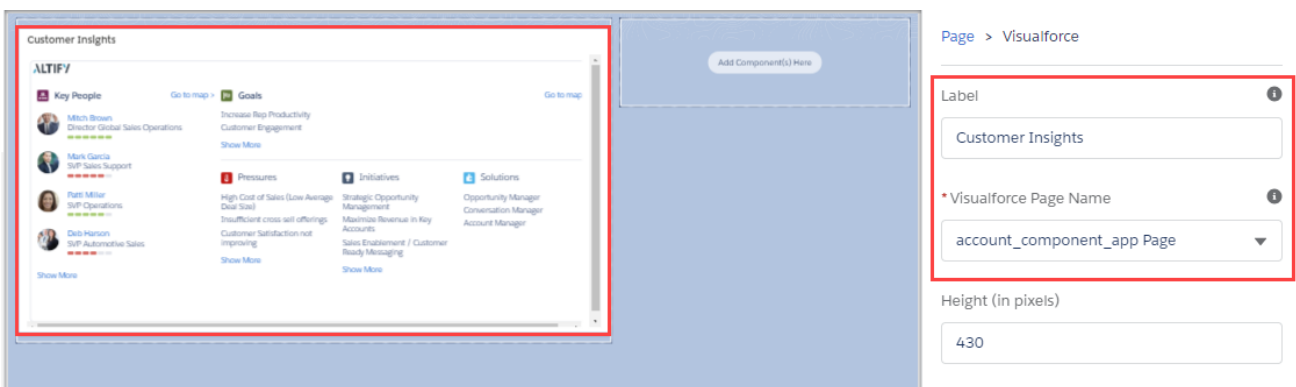 Customer Insights
ALTIFY
Key People
Go to map >
Mitch Brown
Director Global Sales Operations
Mark Garcia
SVP Sales Support
Patti Miller
SVP Operations
Deb Harson
SVP Automotive Sales
Show More
Goals
Go to map
Increase Rep Productivity
Customer Engagement
Show More
Pressures
High Cost of Sales (Low Average
Deal Size)
Insufficient cross sell offerings
Customer Satisfaction not
improving
Show More
Initiatives
Strategic Opportunity
Management
Maximize Revenue in Key
Accounts
Sales Enablement / Customer
Ready Messaging
Show More
Solutions
Opportunity Manager
Conversation Manager
Account Manager
Add Component(s) Here
Page > Visualforce
Label
Customer Insights
* Visualforce Page Name
account_component_app Page
Height (in pixels)
430